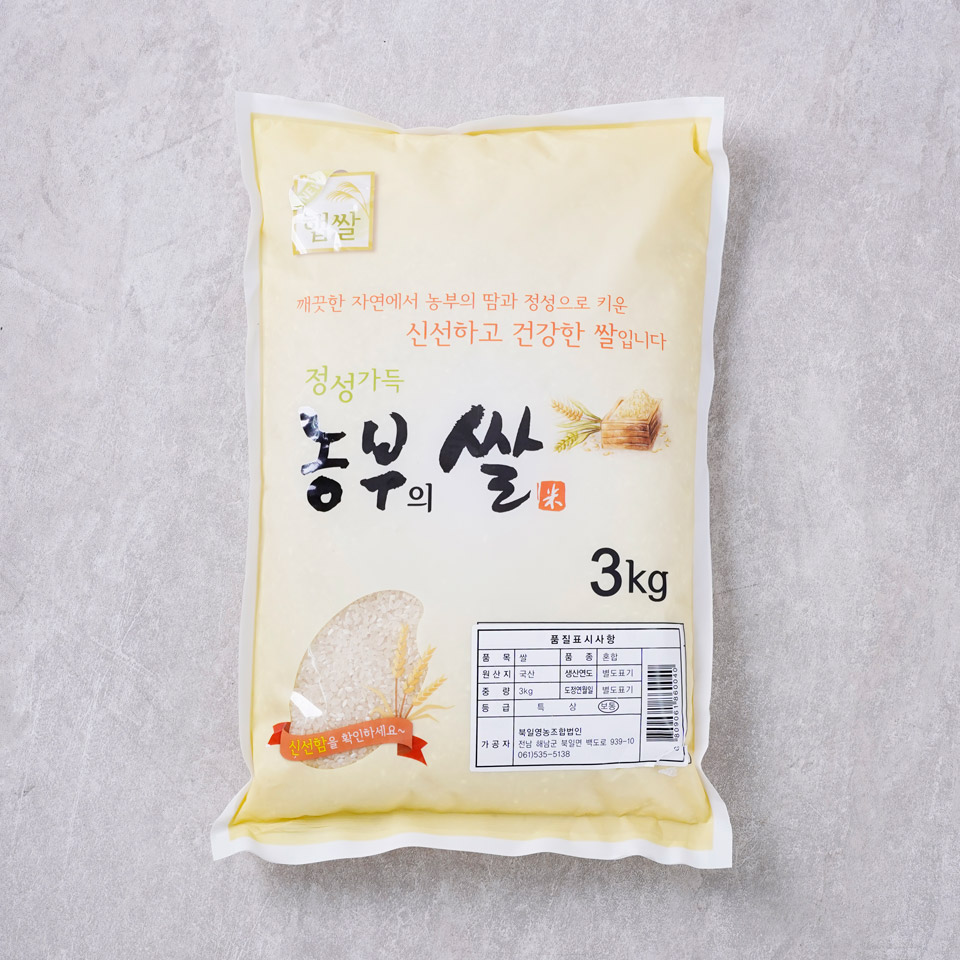 햅쌀
깨끗한 자연에서 농부의 땀과 정성으로 키운
신선하고 건강한 쌀입니다
정성가득
농부의 쌀
米
3kg
신선함을 확인하세요~
품질표시사항
품 목 쌀 품 종 혼합
원산지 국산 생산연도 별도표기
중 량 3kg 도정연월일 별도표기
등 급 특 상 보통
가공자 북일영농조합법인
전남 해남군 북일면 백도로 939-10
061)535-5138
809061860040